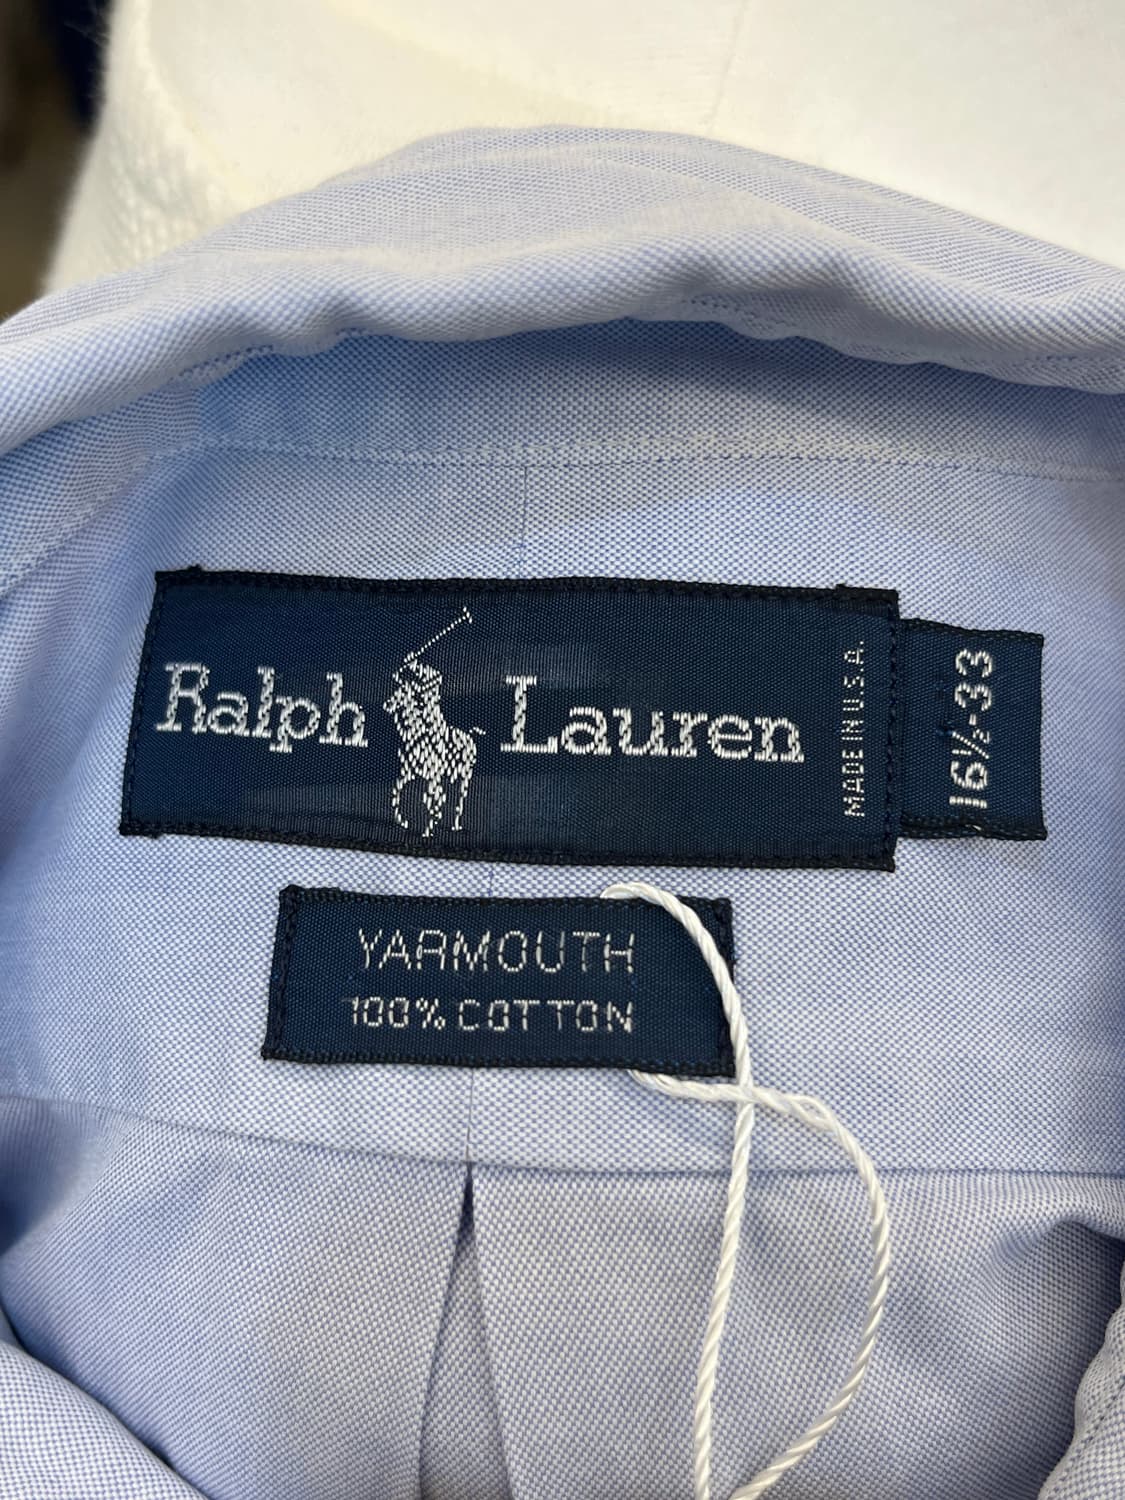 Ralph Lauren
MADE IN U.S.A.
16½-33
YARMOUTH
100% COTTON